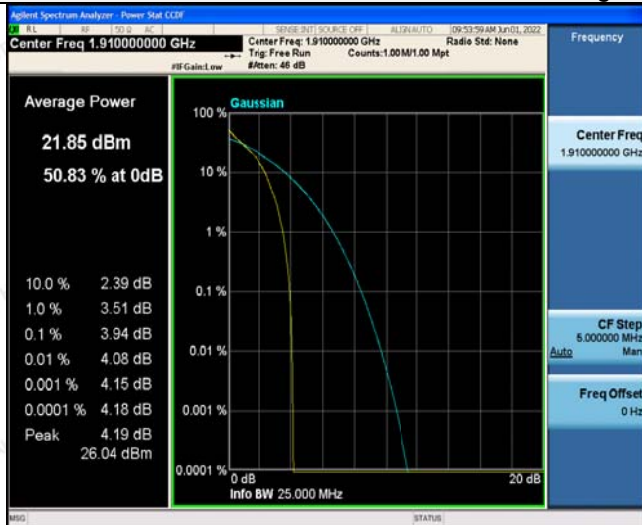 Agilent Spectrum Analyzer - Power Stat CCDF
RL RF 50 Ω AC SENSE:INT SOURCE OFF ALIGN AUTO 09:53:59 AM Jun 01, 2022
Center Freq 1.910000000 GHz
Center Freq: 1.910000000 GHz Radio Std: None
Trig: Free Run Counts:1.00 M/1.00 Mpt
#IFGain:Low #Atten: 46 dB
Frequency
Average Power
21.85 dBm
50.83 % at 0dB
10.0 % 2.39 dB
1.0 % 3.51 dB
0.1 % 3.94 dB
0.01 % 4.08 dB
0.001 % 4.15 dB
0.0001 % 4.18 dB
Peak 4.19 dB
26.04 dBm
Gaussian
100 %
10 %
1 %
0.1 %
0.01 %
0.001 %
0.0001 %
0 dB 20 dB
Info BW 25.000 MHz
Center Freq
1.910000000 GHz
CF Step
5.000000 MHz
Auto Man
Freq Offset
0 Hz
MSG STATUS